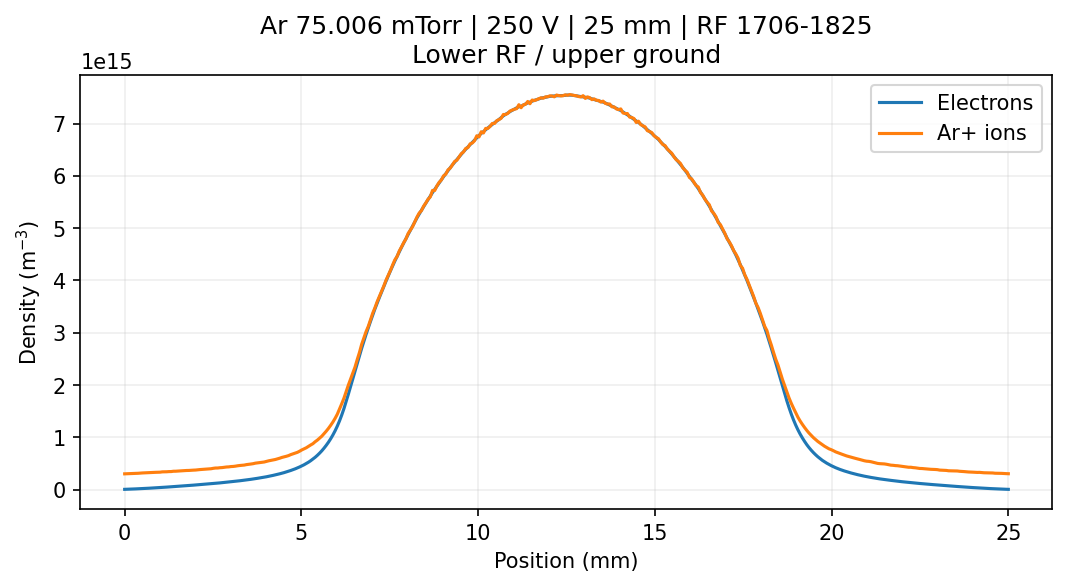 Ar 75.006 mTorr | 250 V | 25 mm | RF 1706-1825
Lower RF / upper ground
1e15
Electrons
Ar+ ions
7
6
5
4
3
2
1
0
Density (m⁻³)
0 5 10 15 20 25
Position (mm)